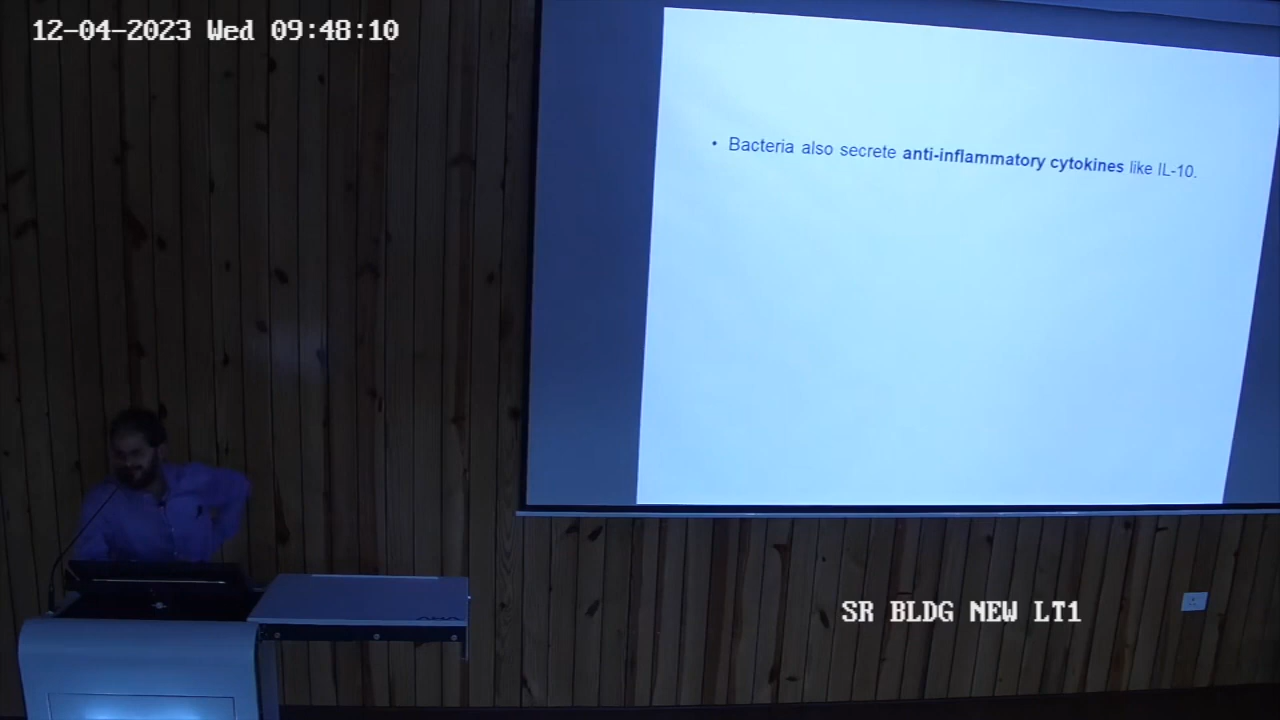 12-04-2023 Wed 09:48:10
• Bacteria also secrete anti-inflammatory cytokines like IL-10.
SR BLDG NEW LT1